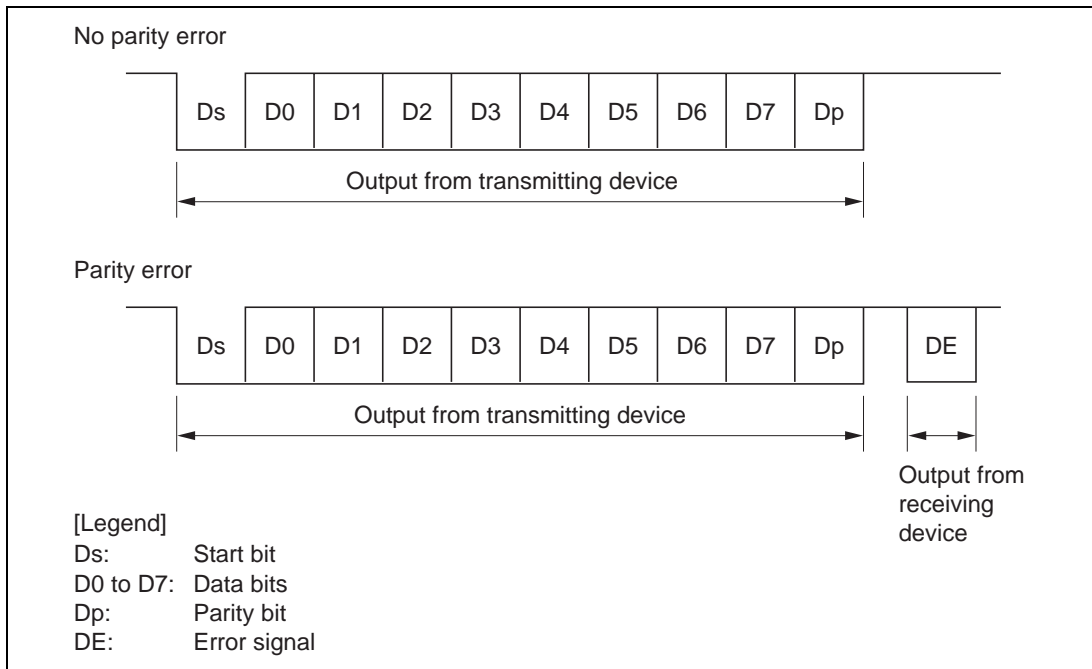 No parity error
Ds D0 D1 D2 D3 D4 D5 D6 D7 Dp
Output from transmitting device
Parity error
Ds D0 D1 D2 D3 D4 D5 D6 D7 Dp DE
Output from transmitting device
Output from
receiving
device
[Legend]
Ds: Start bit
D0 to D7: Data bits
Dp: Parity bit
DE: Error signal